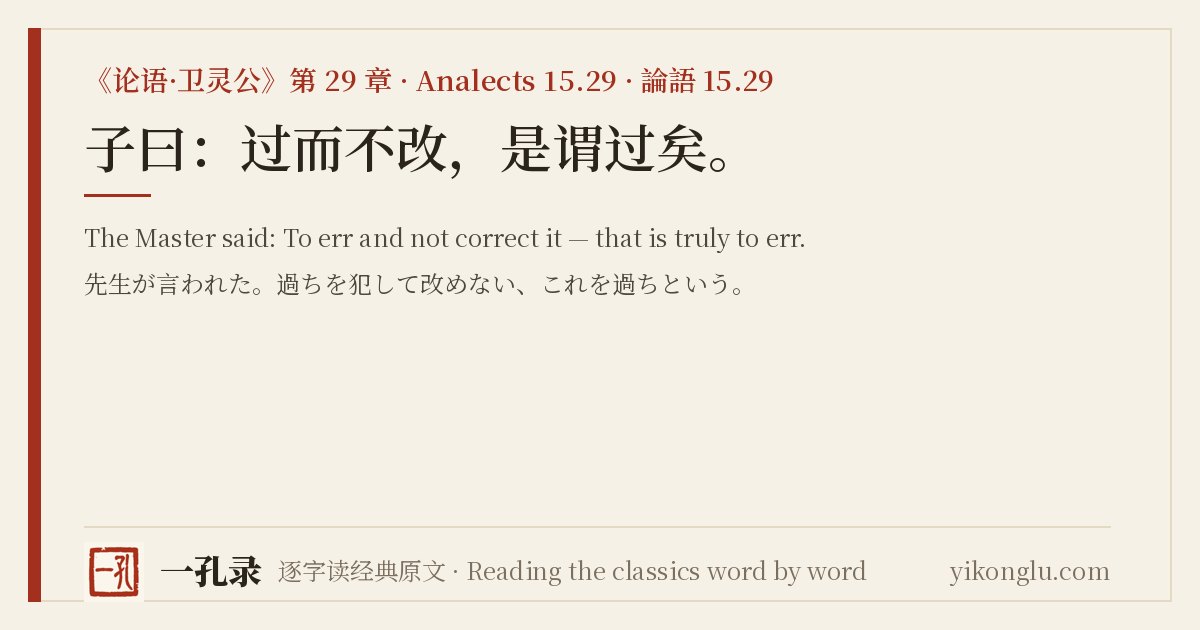 《论语·卫灵公》第 29 章 · Analects 15.29 · 論語 15.29
子曰：过而不改，是谓过矣。
The Master said: To err and not correct it — that is truly to err.
先生が言われた。過ちを犯して改めない、これを過ちという。
一孔
一孔录 逐字读经典原文 · Reading the classics word by word yikonglu.com